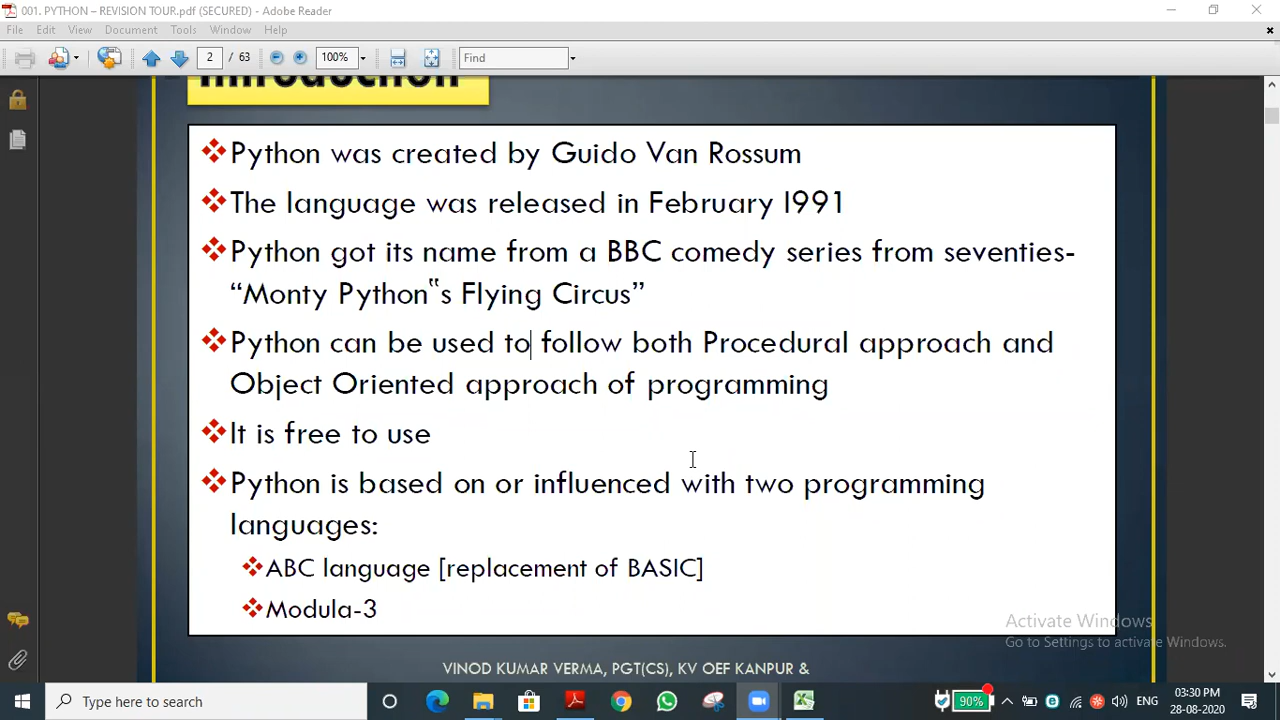 001. PYTHON – REVISION TOUR.pdf (SECURED) - Adobe Reader
File Edit View Document Tools Window Help
2 / 63 100% Find
Introduction
Python was created by Guido Van Rossum
The language was released in February 1991
Python got its name from a BBC comedy series from seventies-
“Monty Python‟s Flying Circus”
Python can be used to follow both Procedural approach and
Object Oriented approach of programming
It is free to use
Python is based on or influenced with two programming
languages:
ABC language [replacement of BASIC]
Modula-3
Activate Windows
Go to Settings to activate Windows.
VINOD KUMAR VERMA, PGT(CS), KV OEF KANPUR &
Type here to search
90%
ENG
03:30 PM
28-08-2020